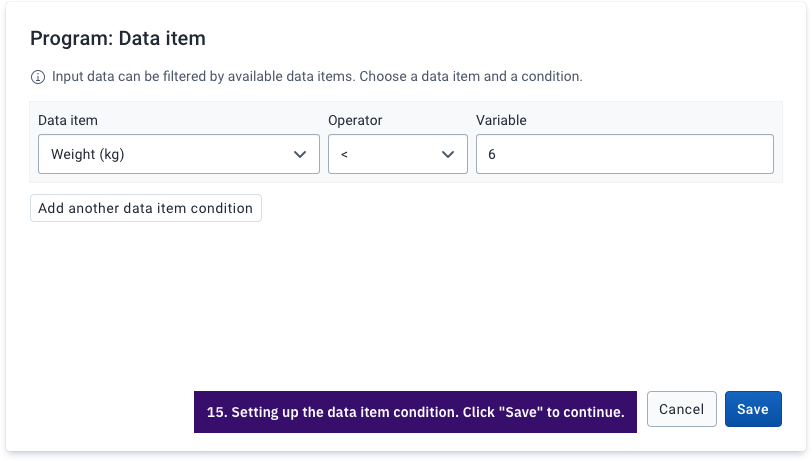 Program: Data item
Input data can be filtered by available data items. Choose a data item and a condition.
Data item Operator Variable
Weight (kg) < 6
Add another data item condition
15. Setting up the data item condition. Click "Save" to continue. Cancel Save